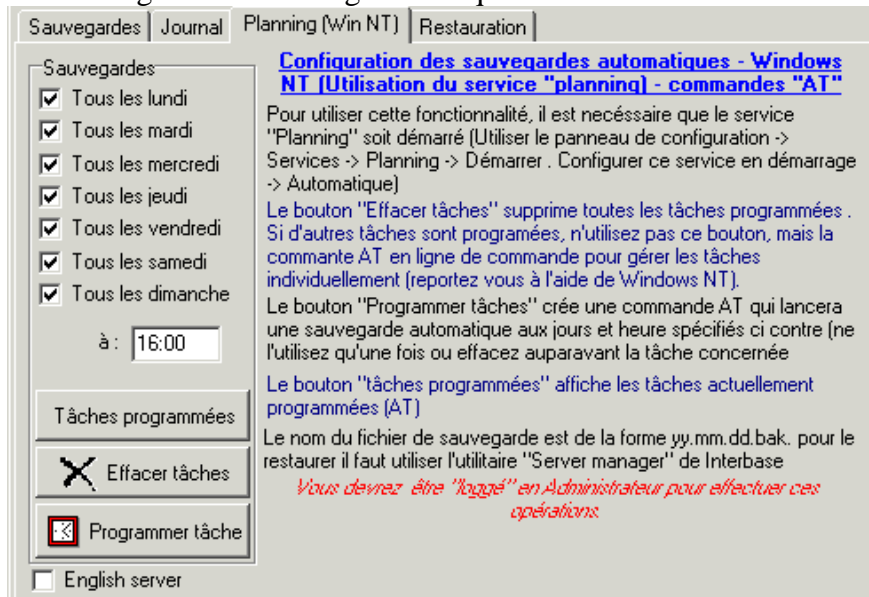 Sauvegardes Journal Planning (Win NT) Restauration
Sauvegardes
Tous les lundi
Tous les mardi
Tous les mercredi
Tous les jeudi
Tous les vendredi
Tous les samedi
Tous les dimanche
à : 16:00
Tâches programmées
Effacer tâches
Programmer tâche
English server
Configuration des sauvegardes automatiques - Windows
NT (Utilisation du service "planning) - commandes "AT"
Pour utiliser cette fonctionnalité, il est necéssaire que le service
"Planning" soit démarré (Utiliser le panneau de configuration ->
Services -> Planning -> Démarrer . Configurer ce service en démarrage
-> Automatique)
Le bouton "Effacer tâches" supprime toutes les tâches programmées .
Si d'autres tâches sont programées, n'utilisez pas ce bouton, mais la
commante AT en ligne de commande pour gérer les tâches
individuellement (reportez vous à l'aide de Windows NT).
Le bouton "Programmer tâches" crée une commande AT qui lancera
une sauvegarde automatique aux jours et heure spécifiés ci contre (ne
l'utilisez qu'une fois ou effacez auparavant la tâche concernée
Le bouton "tâches programmées" affiche les tâches actuellement
programmées (AT)
Le nom du fichier de sauvegarde est de la forme yy.mm.dd.bak. pour le
restaurer il faut utiliser l'utilitaire "Server manager" de Interbase
Vous devrez être "loggé" en Administrateur pour effectuer ces
opérations.